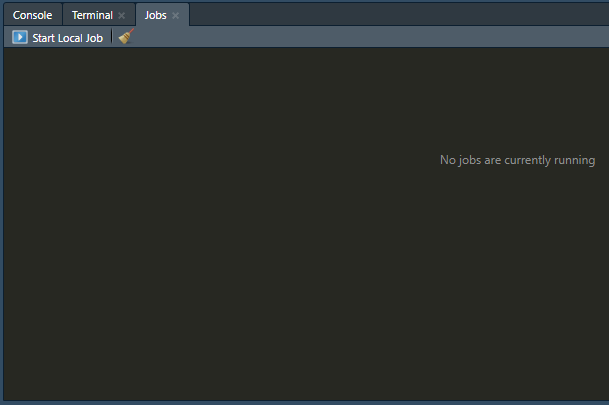 Console Terminal Jobs
Start Local Job
No jobs are currently running